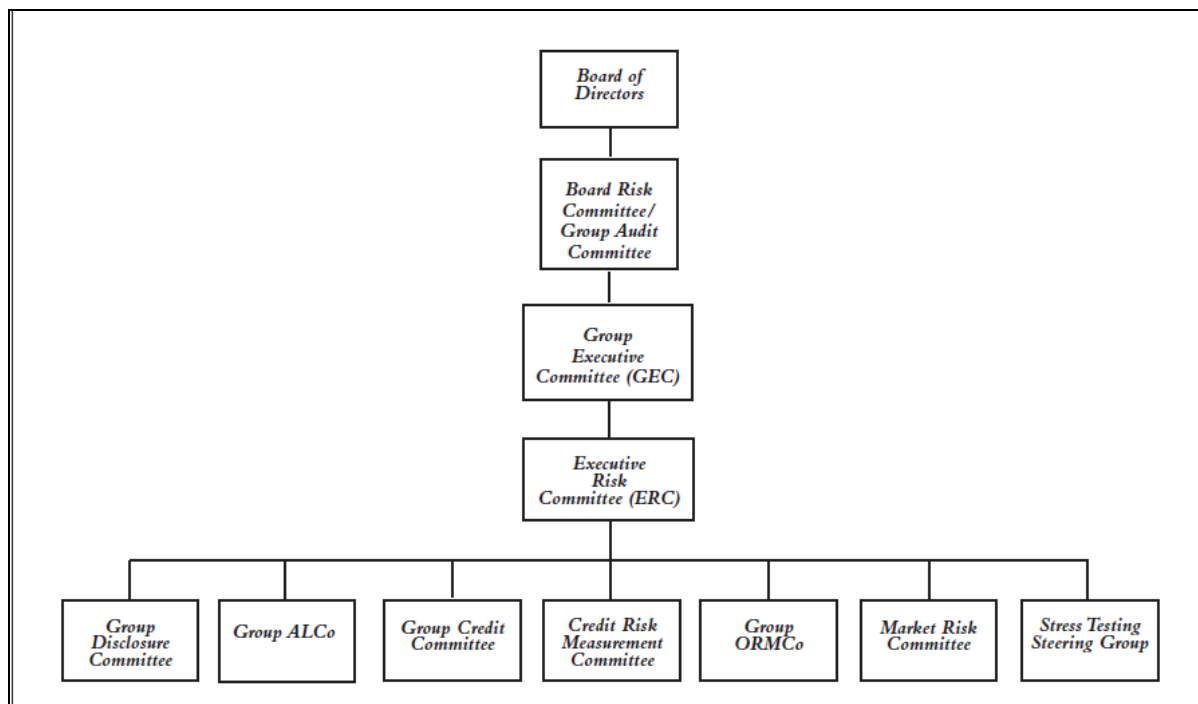 Board of
Directors
Board Risk
Committee/
Group Audit
Committee
Group
Executive
Committee (GEC)
Executive
Risk
Committee (ERC)
Group
Disclosure
Committee
Group ALCo
Group Credit
Committee
Credit Risk
Measurement
Committee
Group
ORMCo
Market Risk
Committee
Stress Testing
Steering Group